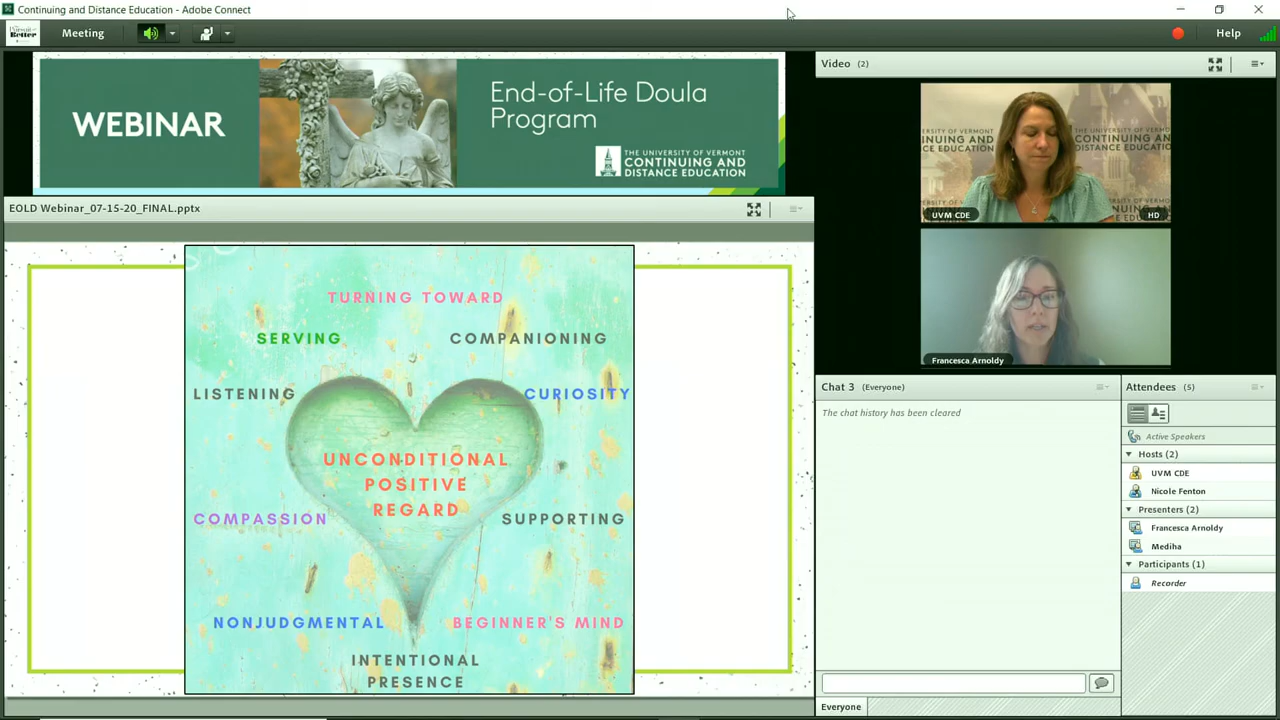 Continuing and Distance Education - Adobe Connect
Pursuit
Better
Meeting
Help
WEBINAR
End-of-Life Doula
Program
THE UNIVERSITY OF VERMONT
CONTINUING AND
DISTANCE EDUCATION
EOLD Webinar_07-15-20_FINAL.pptx
TURNING TOWARD
SERVING
COMPANIONING
LISTENING
CURIOSITY
UNCONDITIONAL
POSITIVE
REGARD
COMPASSION
SUPPORTING
NONJUDGMENTAL
BEGINNER'S MIND
INTENTIONAL
PRESENCE
Video (2)
UVM CDE
HD
Francesca Arnoldy
Chat 3 (Everyone)
The chat history has been cleared
Everyone
Attendees (5)
Active Speakers
Hosts (2)
UVM CDE
Nicole Fenton
Presenters (2)
Francesca Arnoldy
Mediha
Participants (1)
Recorder